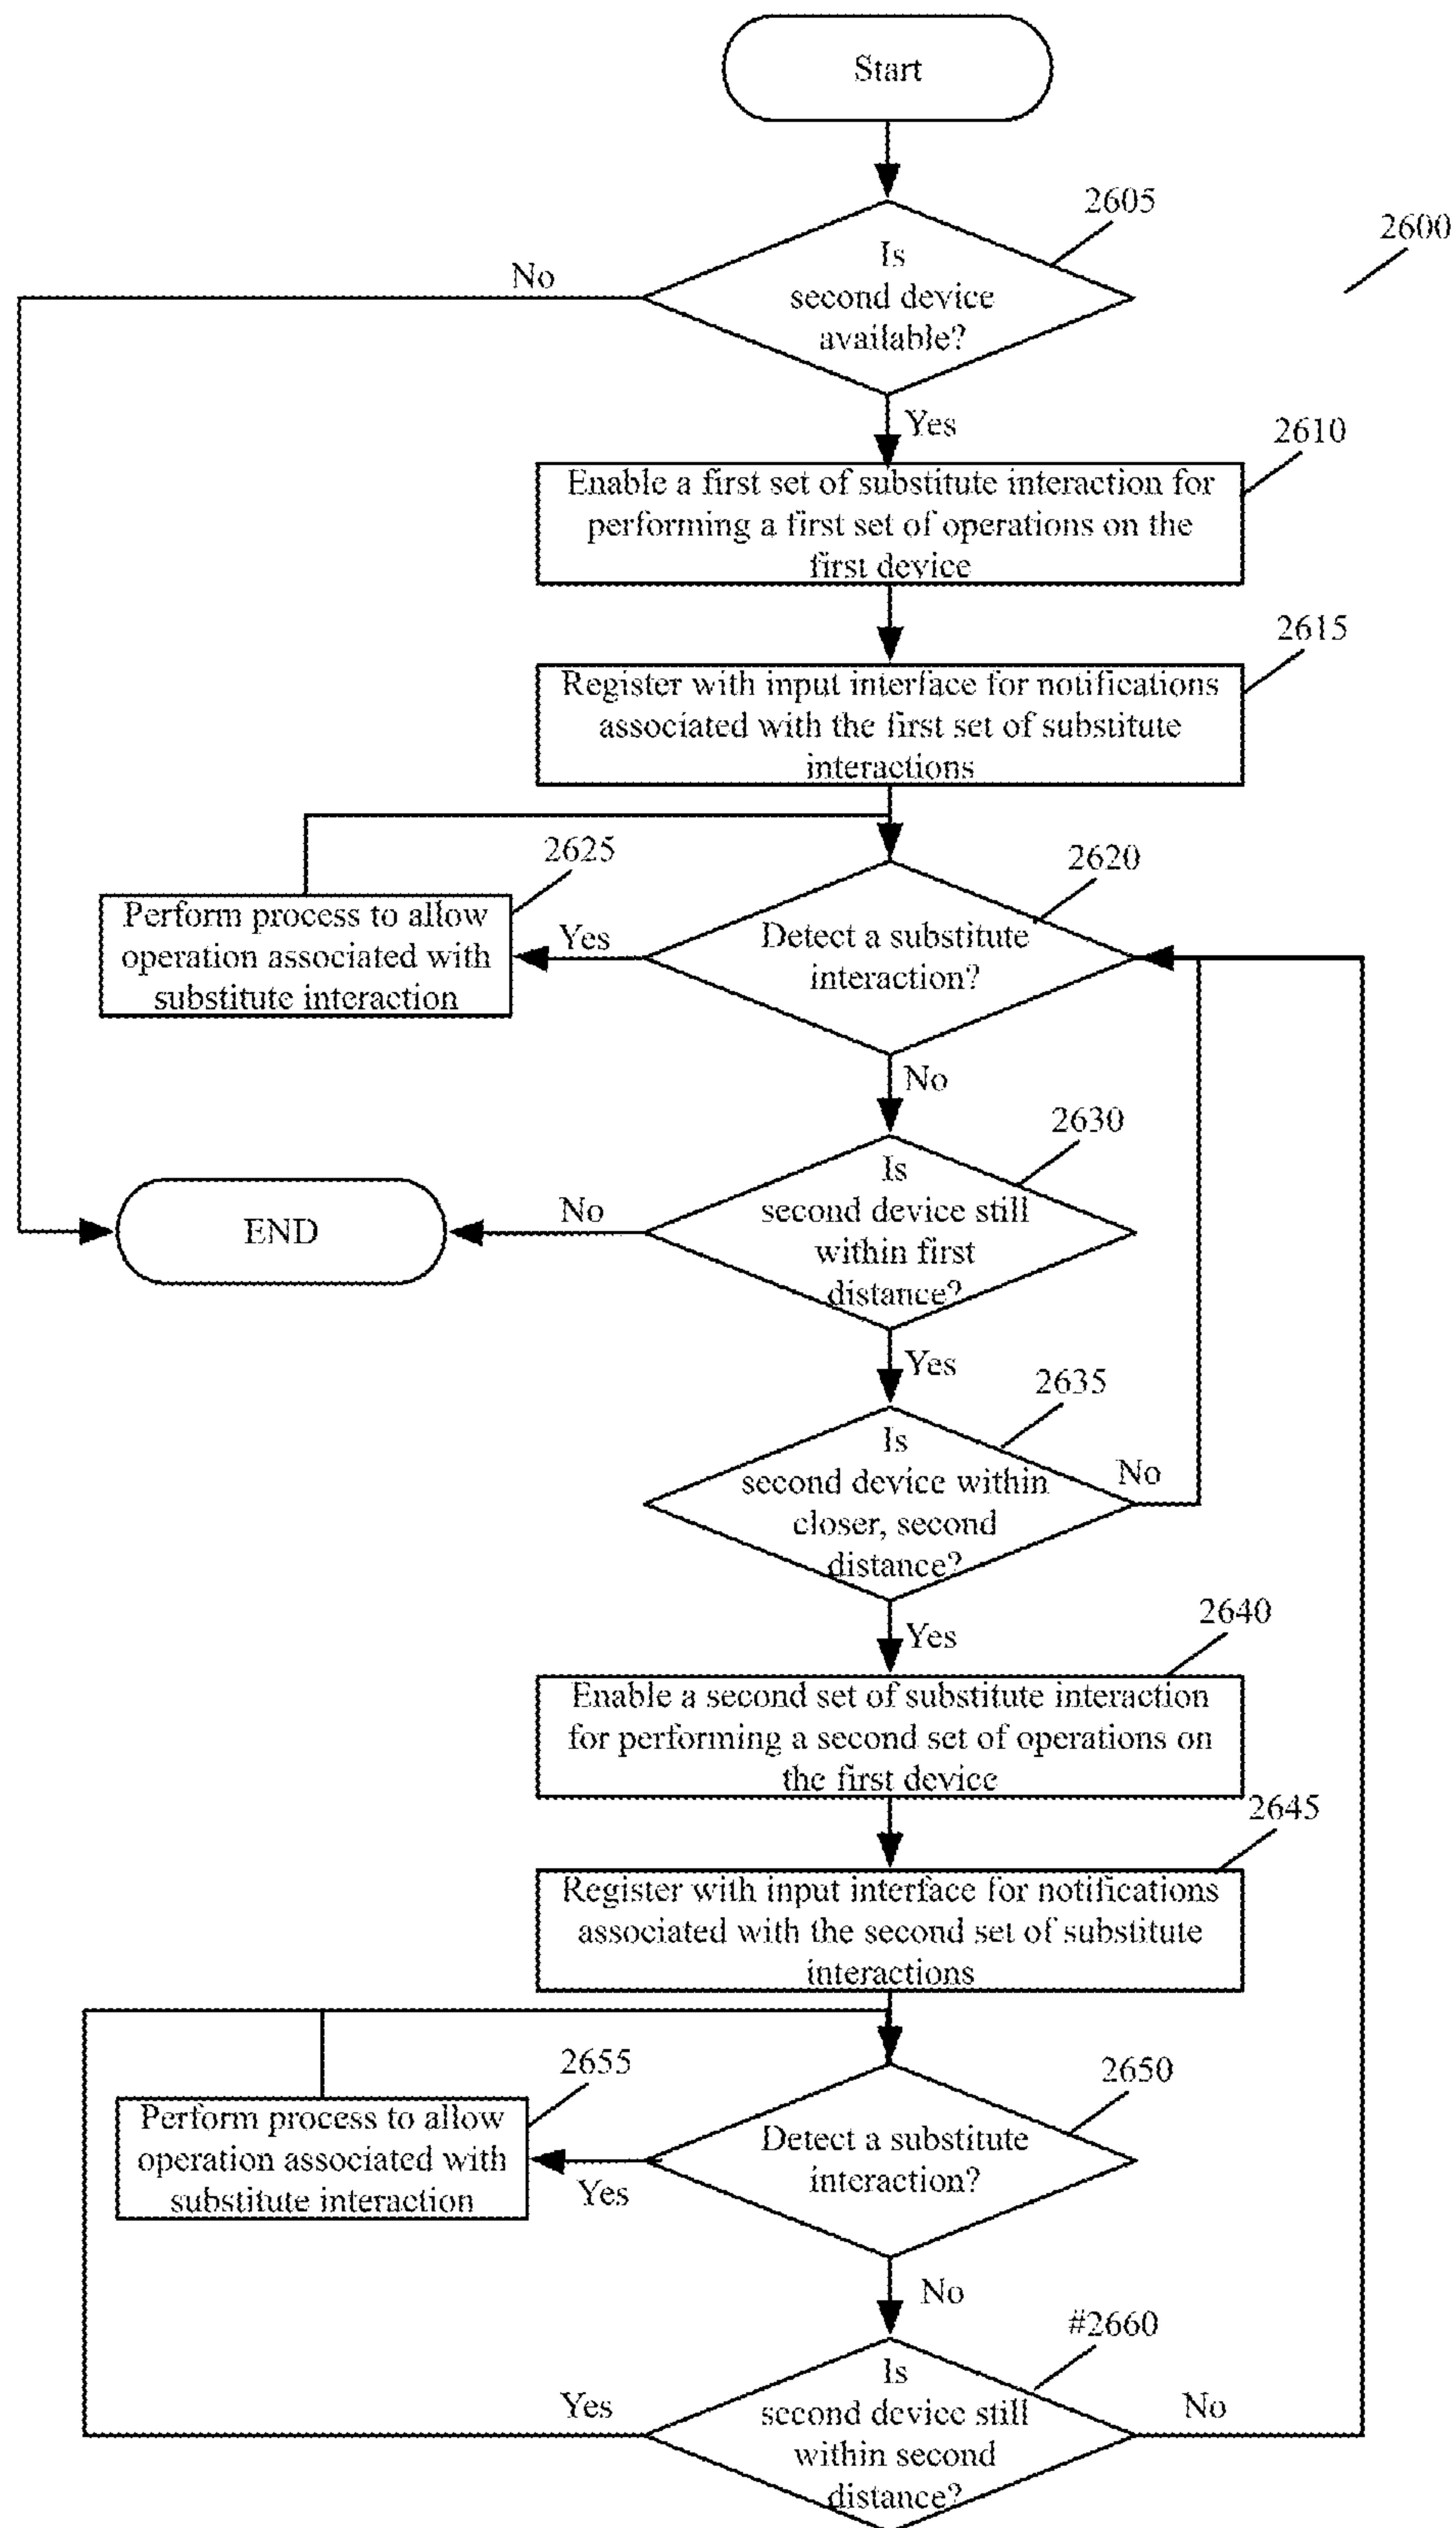 Start
2605
2600
Is
second device
available?
No
Yes
2610
Enable a first set of substitute interaction for
performing a first set of operations on the
first device
2615
Register with input interface for notifications
associated with the first set of substitute
interactions
2625
2620
Perform process to allow
operation associated with
substitute interaction
Yes
Detect a substitute
interaction?
No
2630
Is
second device still
within first
distance?
No
END
Yes
2635
Is
second device within
closer, second
distance?
No
Yes
2640
Enable a second set of substitute interaction
for performing a second set of operations on
the first device
2645
Register with input interface for notifications
associated with the second set of substitute
interactions
2655
2650
Perform process to allow
operation associated with
substitute interaction
Yes
Detect a substitute
interaction?
No
#2660
Is
second device still
within second
distance?
Yes
No